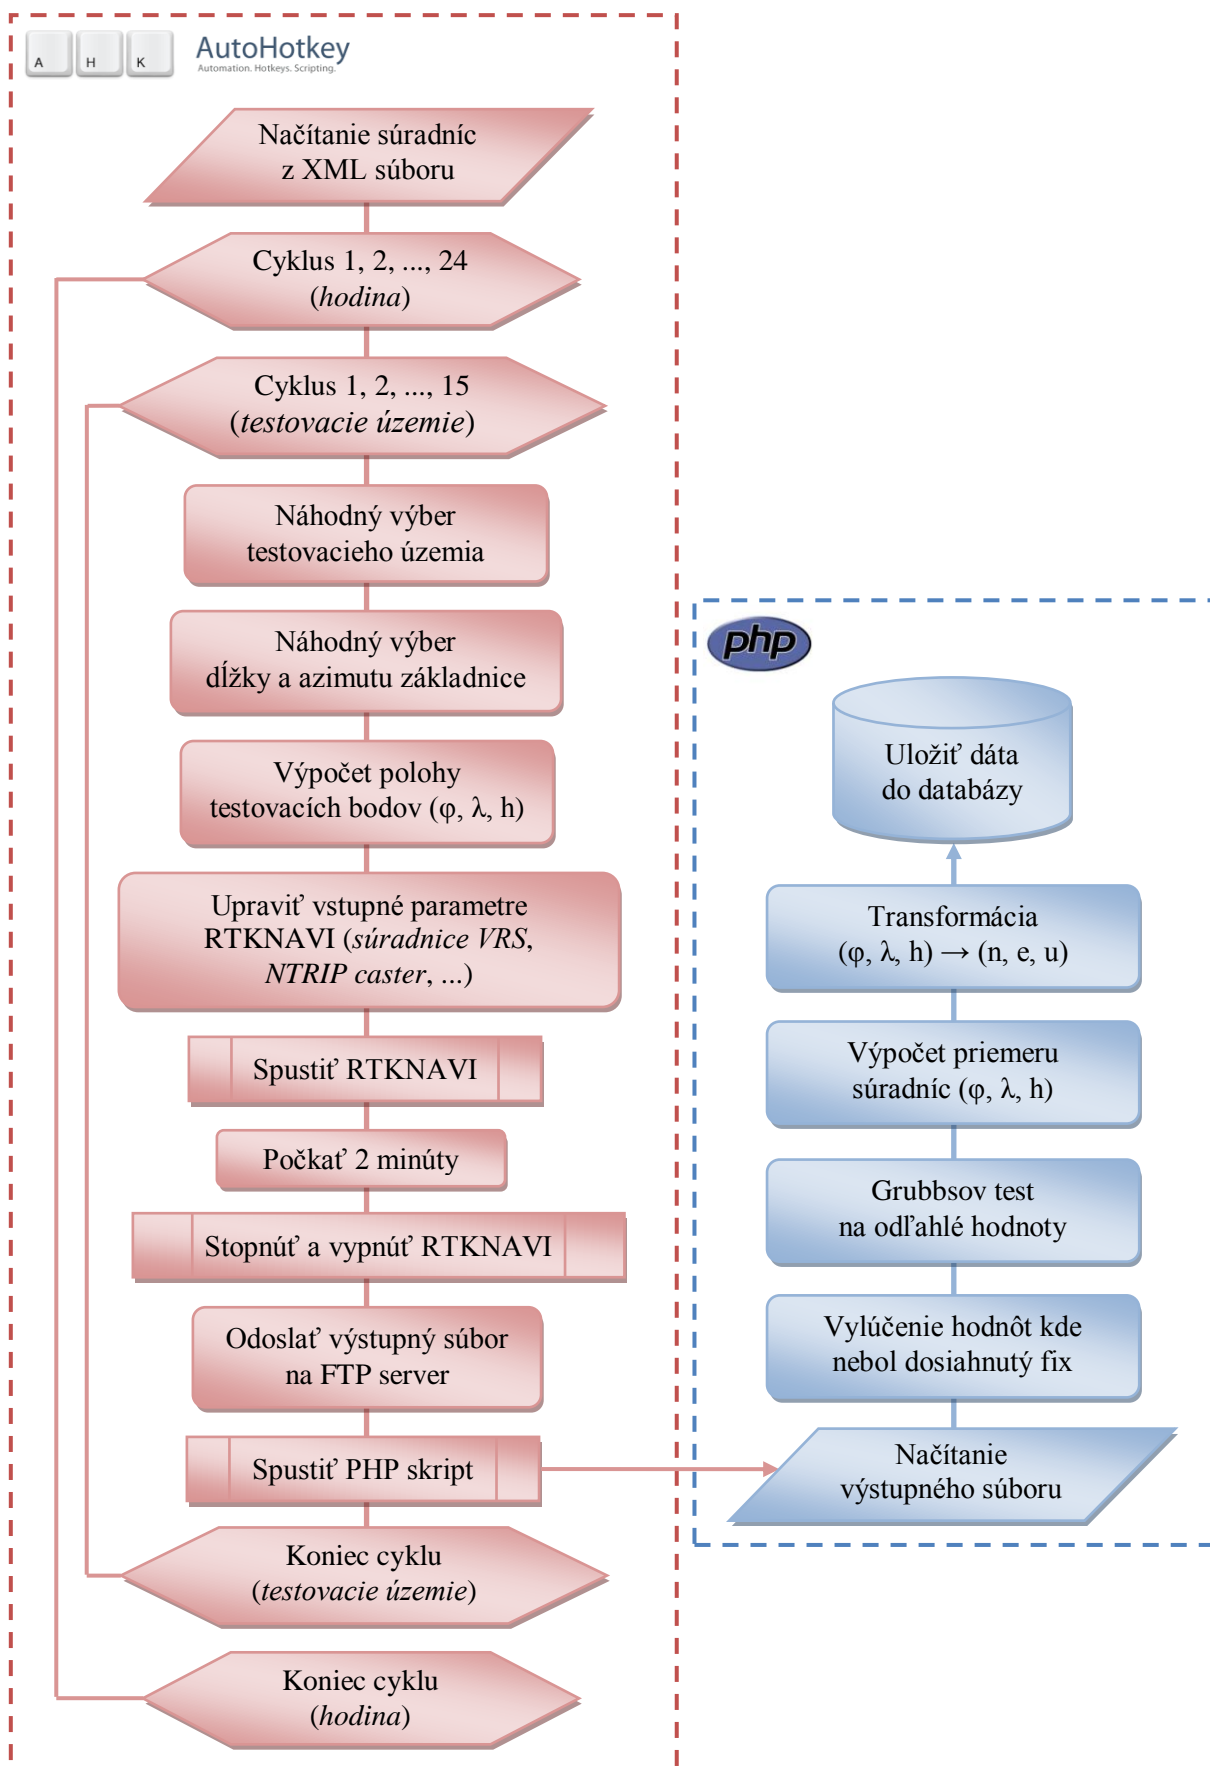 A H K
AutoHotkey
Automation. Hotkeys. Scripting.
Načítanie súradníc
z XML súboru
Cyklus 1, 2, ..., 24
(hodina)
Cyklus 1, 2, ..., 15
(testovacie územie)
Náhodný výber
testovacieho územia
Náhodný výber
dĺžky a azimutu základnice
Výpočet polohy
testovacích bodov (φ, λ, h)
Upraviť vstupné parametre
RTKNAVI (súradnice VRS,
NTRIP caster, ...)
Spustiť RTKNAVI
Počkať 2 minúty
Stopnúť a vypnúť RTKNAVI
Odoslať výstupný súbor
na FTP server
Spustiť PHP skript
Koniec cyklu
(testovacie územie)
Koniec cyklu
(hodina)
php
Uložiť dáta
do databázy
Transformácia
(φ, λ, h) → (n, e, u)
Výpočet priemeru
súradníc (φ, λ, h)
Grubbsov test
na odľahlé hodnoty
Vylúčenie hodnôt kde
nebol dosiahnutý fix
Načítanie
výstupného súboru